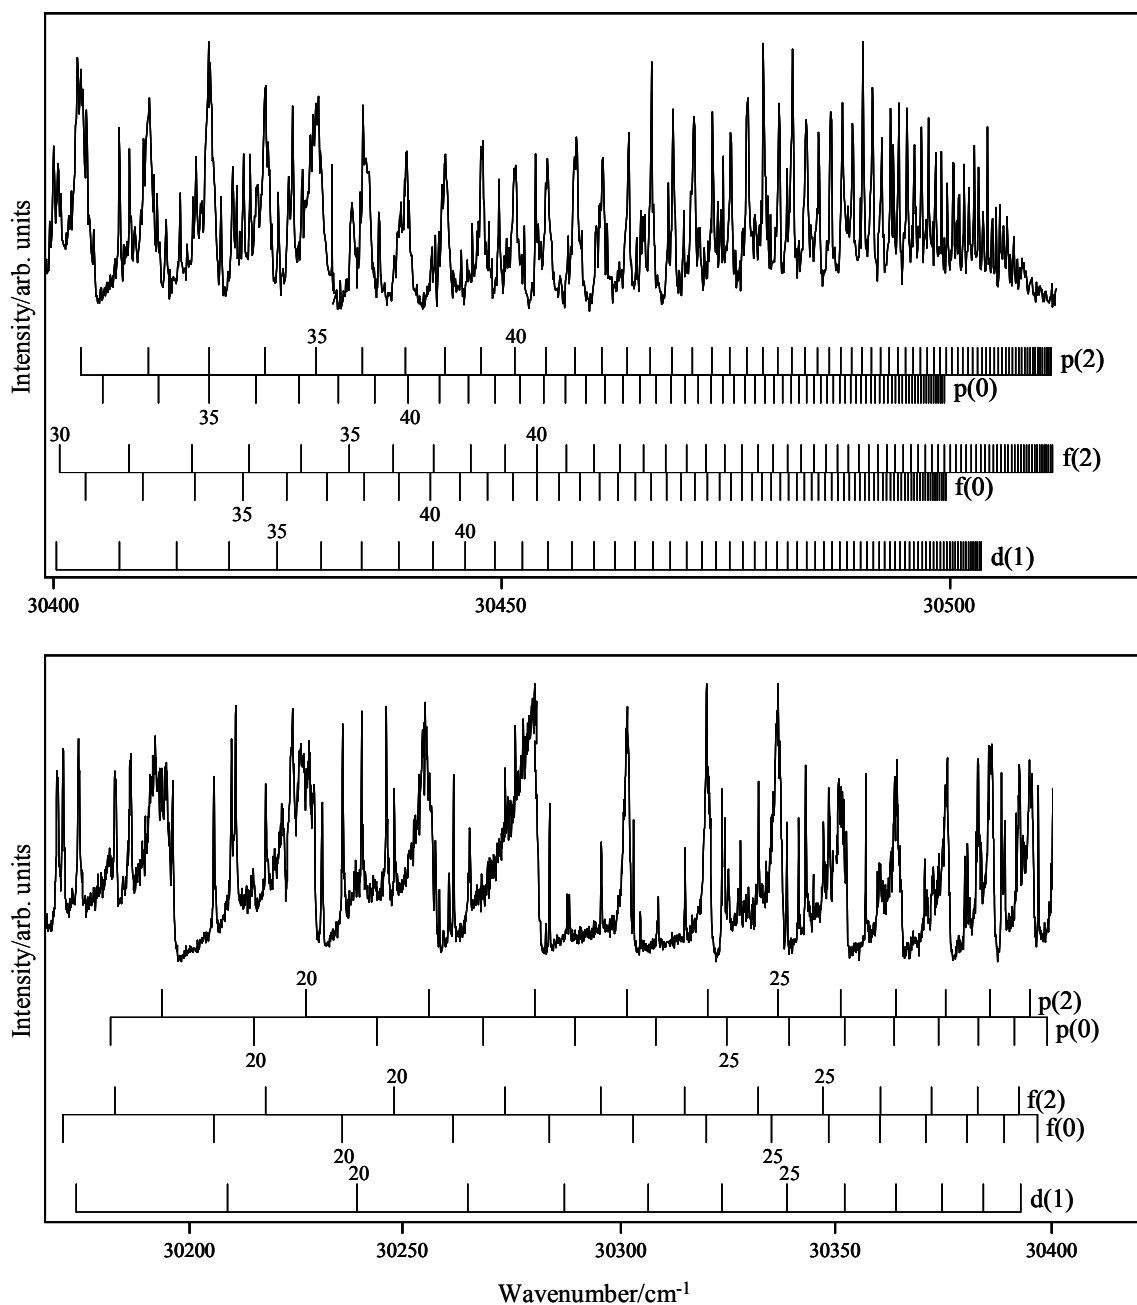 Intensity/arb. units
35 40
p(2)
p(0)
35 40
30 35 40
f(2)
f(0)
35 40
35 40
d(1)
30400 30450 30500
Intensity/arb. units
20 25
p(2)
p(0)
20 25
20 25
f(2)
f(0)
20 25
20 25
d(1)
30200 30250 30300 30350 30400
Wavenumber/cm⁻¹